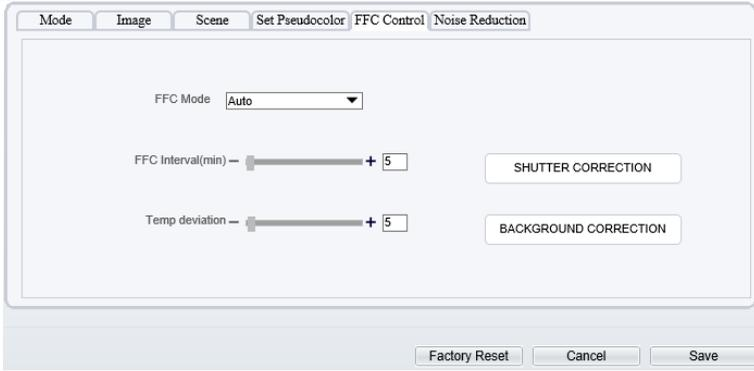 Mode Image Scene Set Pseudocolor FFC Control Noise Reduction
FFC Mode Auto
FFC Interval(min) − + 5 SHUTTER CORRECTION
Temp deviation − + 5 BACKGROUND CORRECTION
Factory Reset Cancel Save